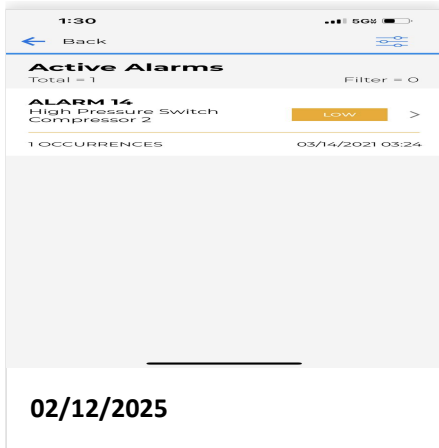 1:30
5G
Back
Active Alarms
Total = 1
Filter = 0
ALARM 14
High Pressure Switch
Compressor 2
LOW
>
1 OCCURRENCES
03/14/2021 03:24
02/12/2025